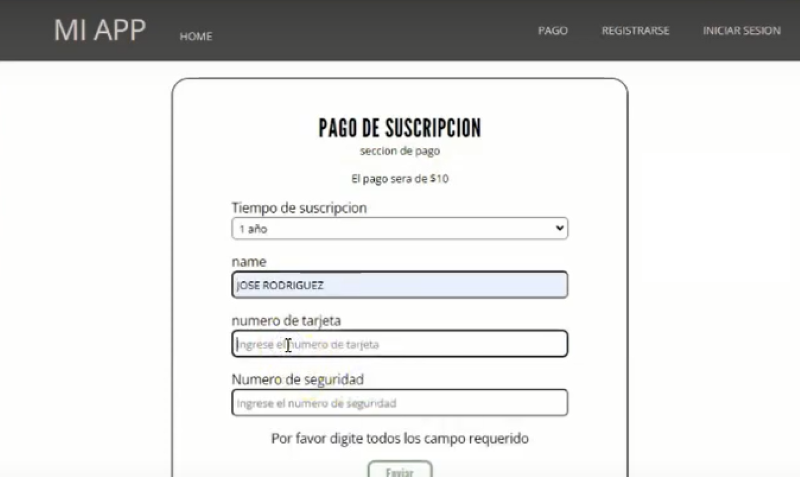 MI APP
HOME
PAGO
REGISTRARSE
INICIAR SESION
PAGO DE SUSCRIPCION
seccion de pago
El pago sera de $10
Tiempo de suscripcion
1 año
name
JOSE RODRIGUEZ
numero de tarjeta
Ingrese el numero de tarjeta
Numero de seguridad
Ingrese el numero de seguridad
Por favor digite todos los campo requerido
Enviar